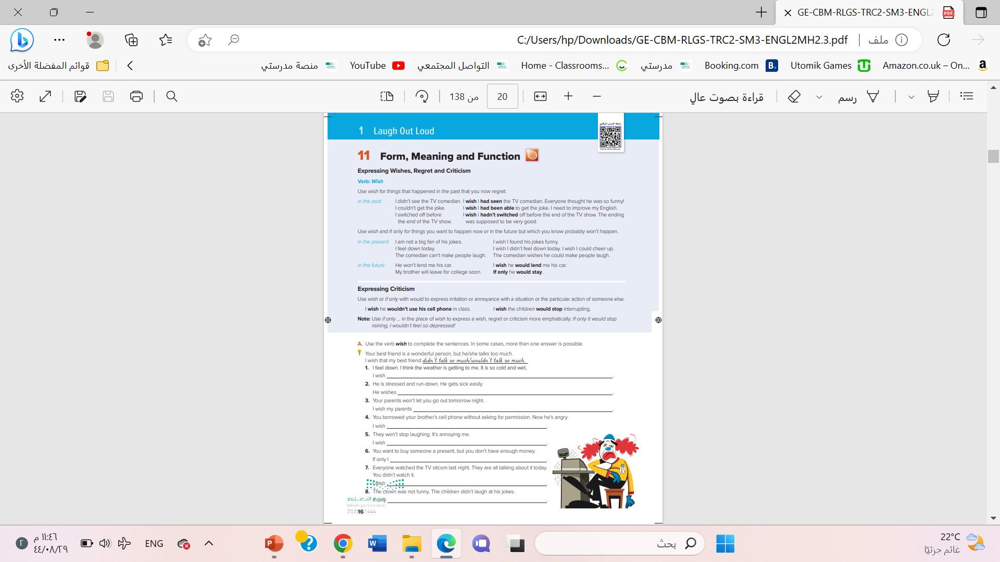 GE-CBM-RLGS-TRC2-SM3-ENGL2
C:/Users/hp/Downloads/GE-CBM-RLGS-TRC2-SM3-ENGL2MH2.3.pdf
ملف
قوائم المفضلة الأخرى
منصة مدرستي
YouTube
التواصل المجتمعي
Home - Classrooms...
مدرستي
Booking.com
Utomik Games
Amazon.co.uk – On...
20
من 138
قراءة بصوت عالٍ
رسم
1 Laugh Out Loud
رابط الدرس الرقمي
www.ien.edu.sa
11 Form, Meaning and Function
Expressing Wishes, Regret and Criticism
Verb: Wish
Use wish for things that happened in the past that you now regret.
in the past I didn't see the TV comedian. I wish I had seen the TV comedian. Everyone thought he was so funny!
I couldn't get the joke. I wish I had been able to get the joke. I need to improve my English.
I switched off before I wish I hadn't switched off before the end of the TV show. The ending
the end of the TV show. was supposed to be very good.
Use wish and if only for things you want to happen now or in the future but which you know probably won't happen.
in the present I am not a big fan of his jokes. I wish I found his jokes funny.
I feel down today. I wish I didn't feel down today. I wish I could cheer up.
The comedian can't make people laugh. The comedian wishes he could make people laugh.
in the future He won't lend me his car. I wish he would lend me his car.
My brother will leave for college soon. If only he would stay.
Expressing Criticism
Use wish or if only with would to express irritation or annoyance with a situation or the particular action of someone else.
I wish he wouldn't use his cell phone in class. I wish the children would stop interrupting.
Note: Use if only ... in the place of wish to express a wish, regret or criticism more emphatically: If only it would stop
raining, I wouldn't feel so depressed!
A. Use the verb wish to complete the sentences. In some cases, more than one answer is possible.
Your best friend is a wonderful person, but he/she talks too much.
I wish that my best friend didn't talk so much/wouldn't talk so much.
1. I feel down. I think the weather is getting to me. It is so cold and wet.
I wish .
2. He is stressed and run-down. He gets sick easily.
He wishes .
3. Your parents won't let you go out tomorrow night.
I wish my parents .
4. You borrowed your brother's cell phone without asking for permission. Now he's angry.
I wish .
5. They won't stop laughing. It's annoying me.
I wish .
6. You want to buy someone a present, but you don't have enough money.
If only I .
7. Everyone watched the TV sitcom last night. They are all talking about it today.
You didn't watch it.
I wish .
8. The clown was not funny. The children didn't laugh at his jokes.
If only .
وزارة التعليم
Ministry of Education
16
2022 - 1444
١١:٤٦ م
٤٤/٠٨/٢٩
٢
ENG
بحث
22°C
غائم جزئيًا